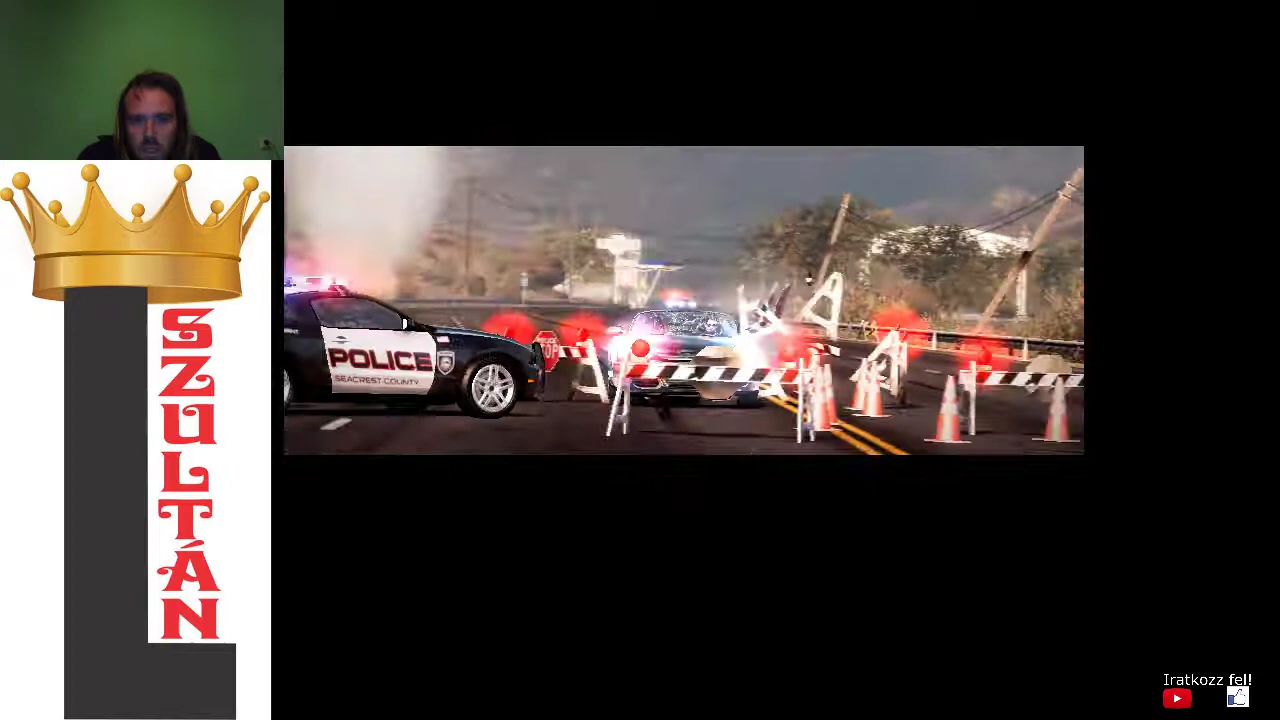 SZULTÁN
L
POLICE
SEACREST COUNTY
STOP
Iratkozz fel!